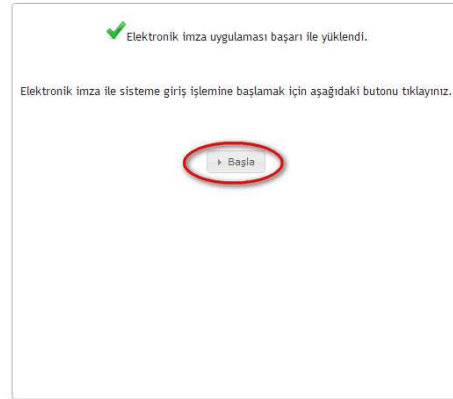 Elektronik imza uygulaması başarı ile yüklendi.
Elektronik imza ile sisteme giriş işlemine başlamak için aşağıdaki butonu tıklayınız.
Başla